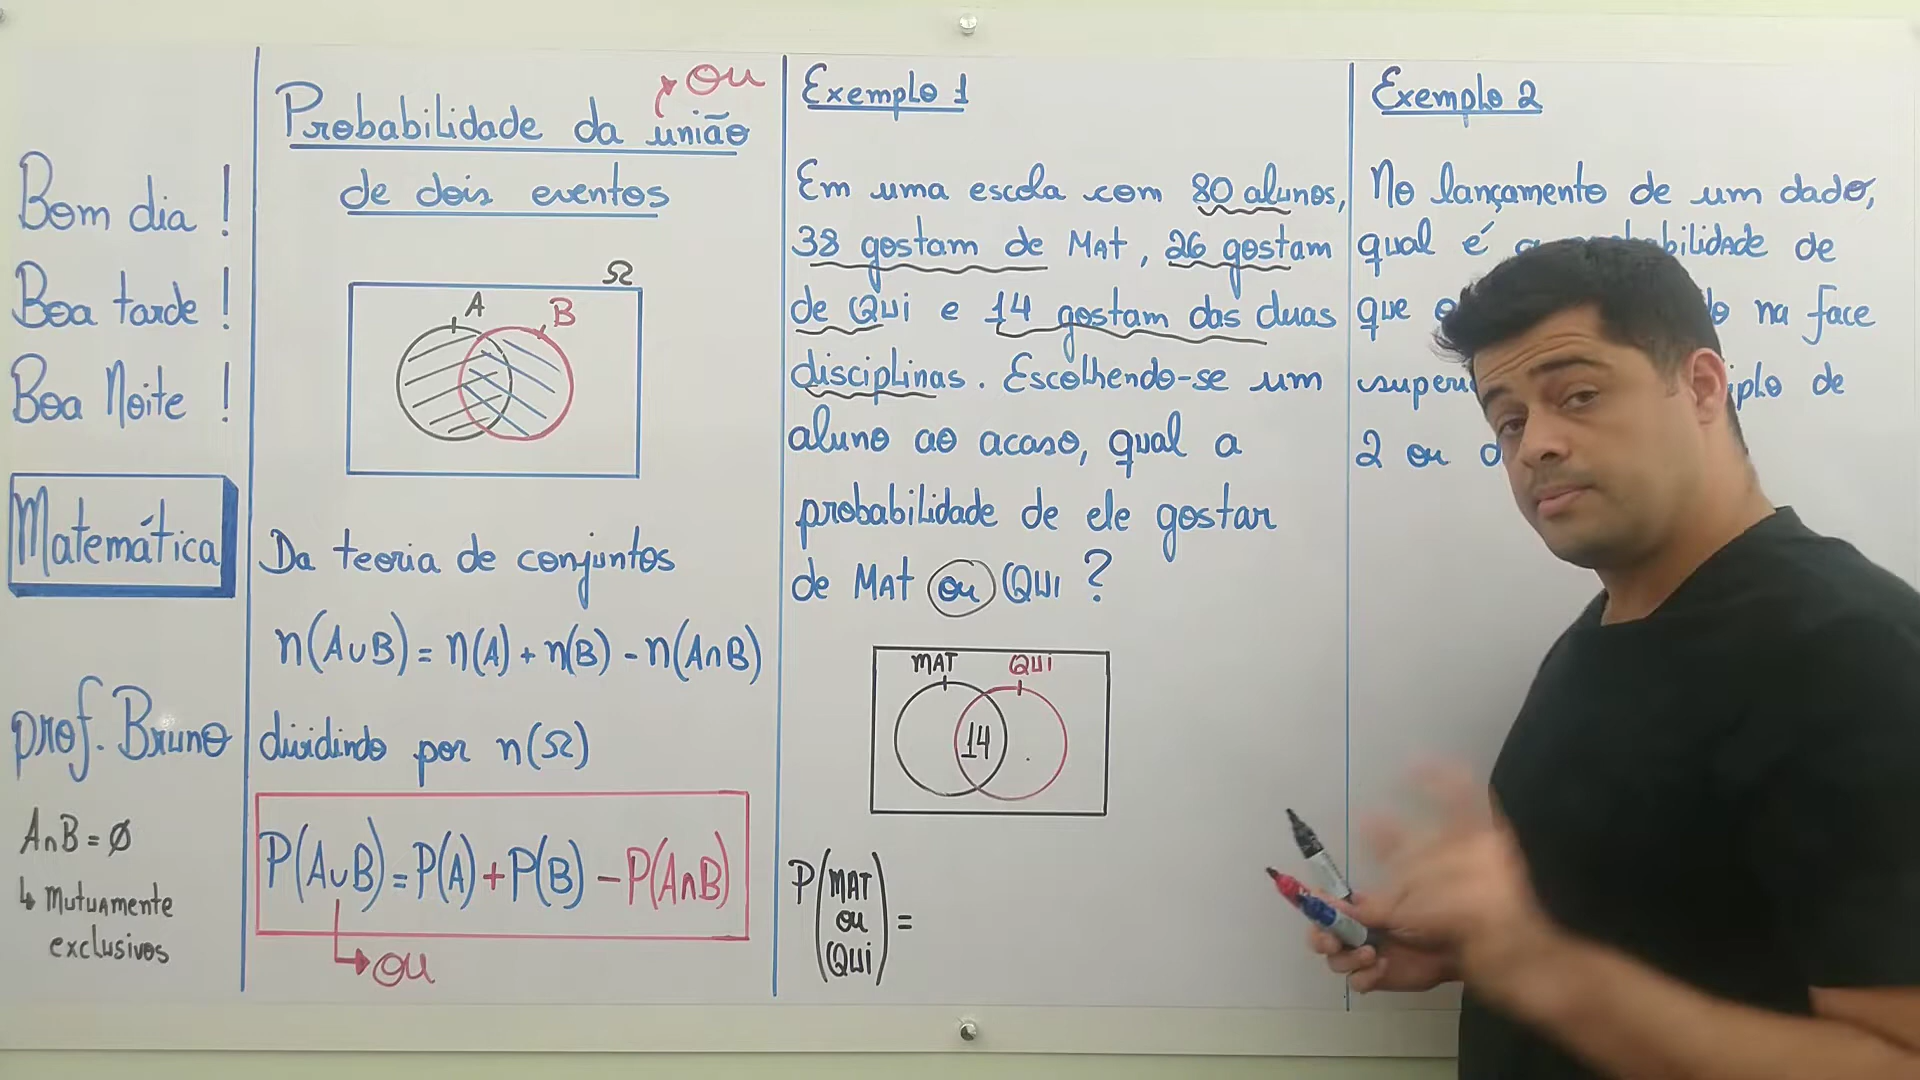 Bom dia !
Boa tarde !
Boa Noite !
Matemática
prof. Bruno
A∩B = ∅
↳ Mutuamente
exclusivos
ou
Probabilidade da união
de dois eventos
Ω
A B
Da teoria de conjuntos
n(A∪B) = n(A) + n(B) - n(A∩B)
dividindo por n(Ω)
P(A∪B) = P(A) + P(B) - P(A∩B)
ou
Exemplo 1
Em uma escola com 80 alunos,
38 gostam de MAT, 26 gostam
de QUI e 14 gostam das duas
disciplinas. Escolhendo-se um
aluno ao acaso, qual a
probabilidade de ele gostar
de MAT ou QUI ?
MAT QUI
14
P(MAT
ou
QUI) =
Exemplo 2
No lançamento de um dado,
qual é de
que na face
de
2 ou